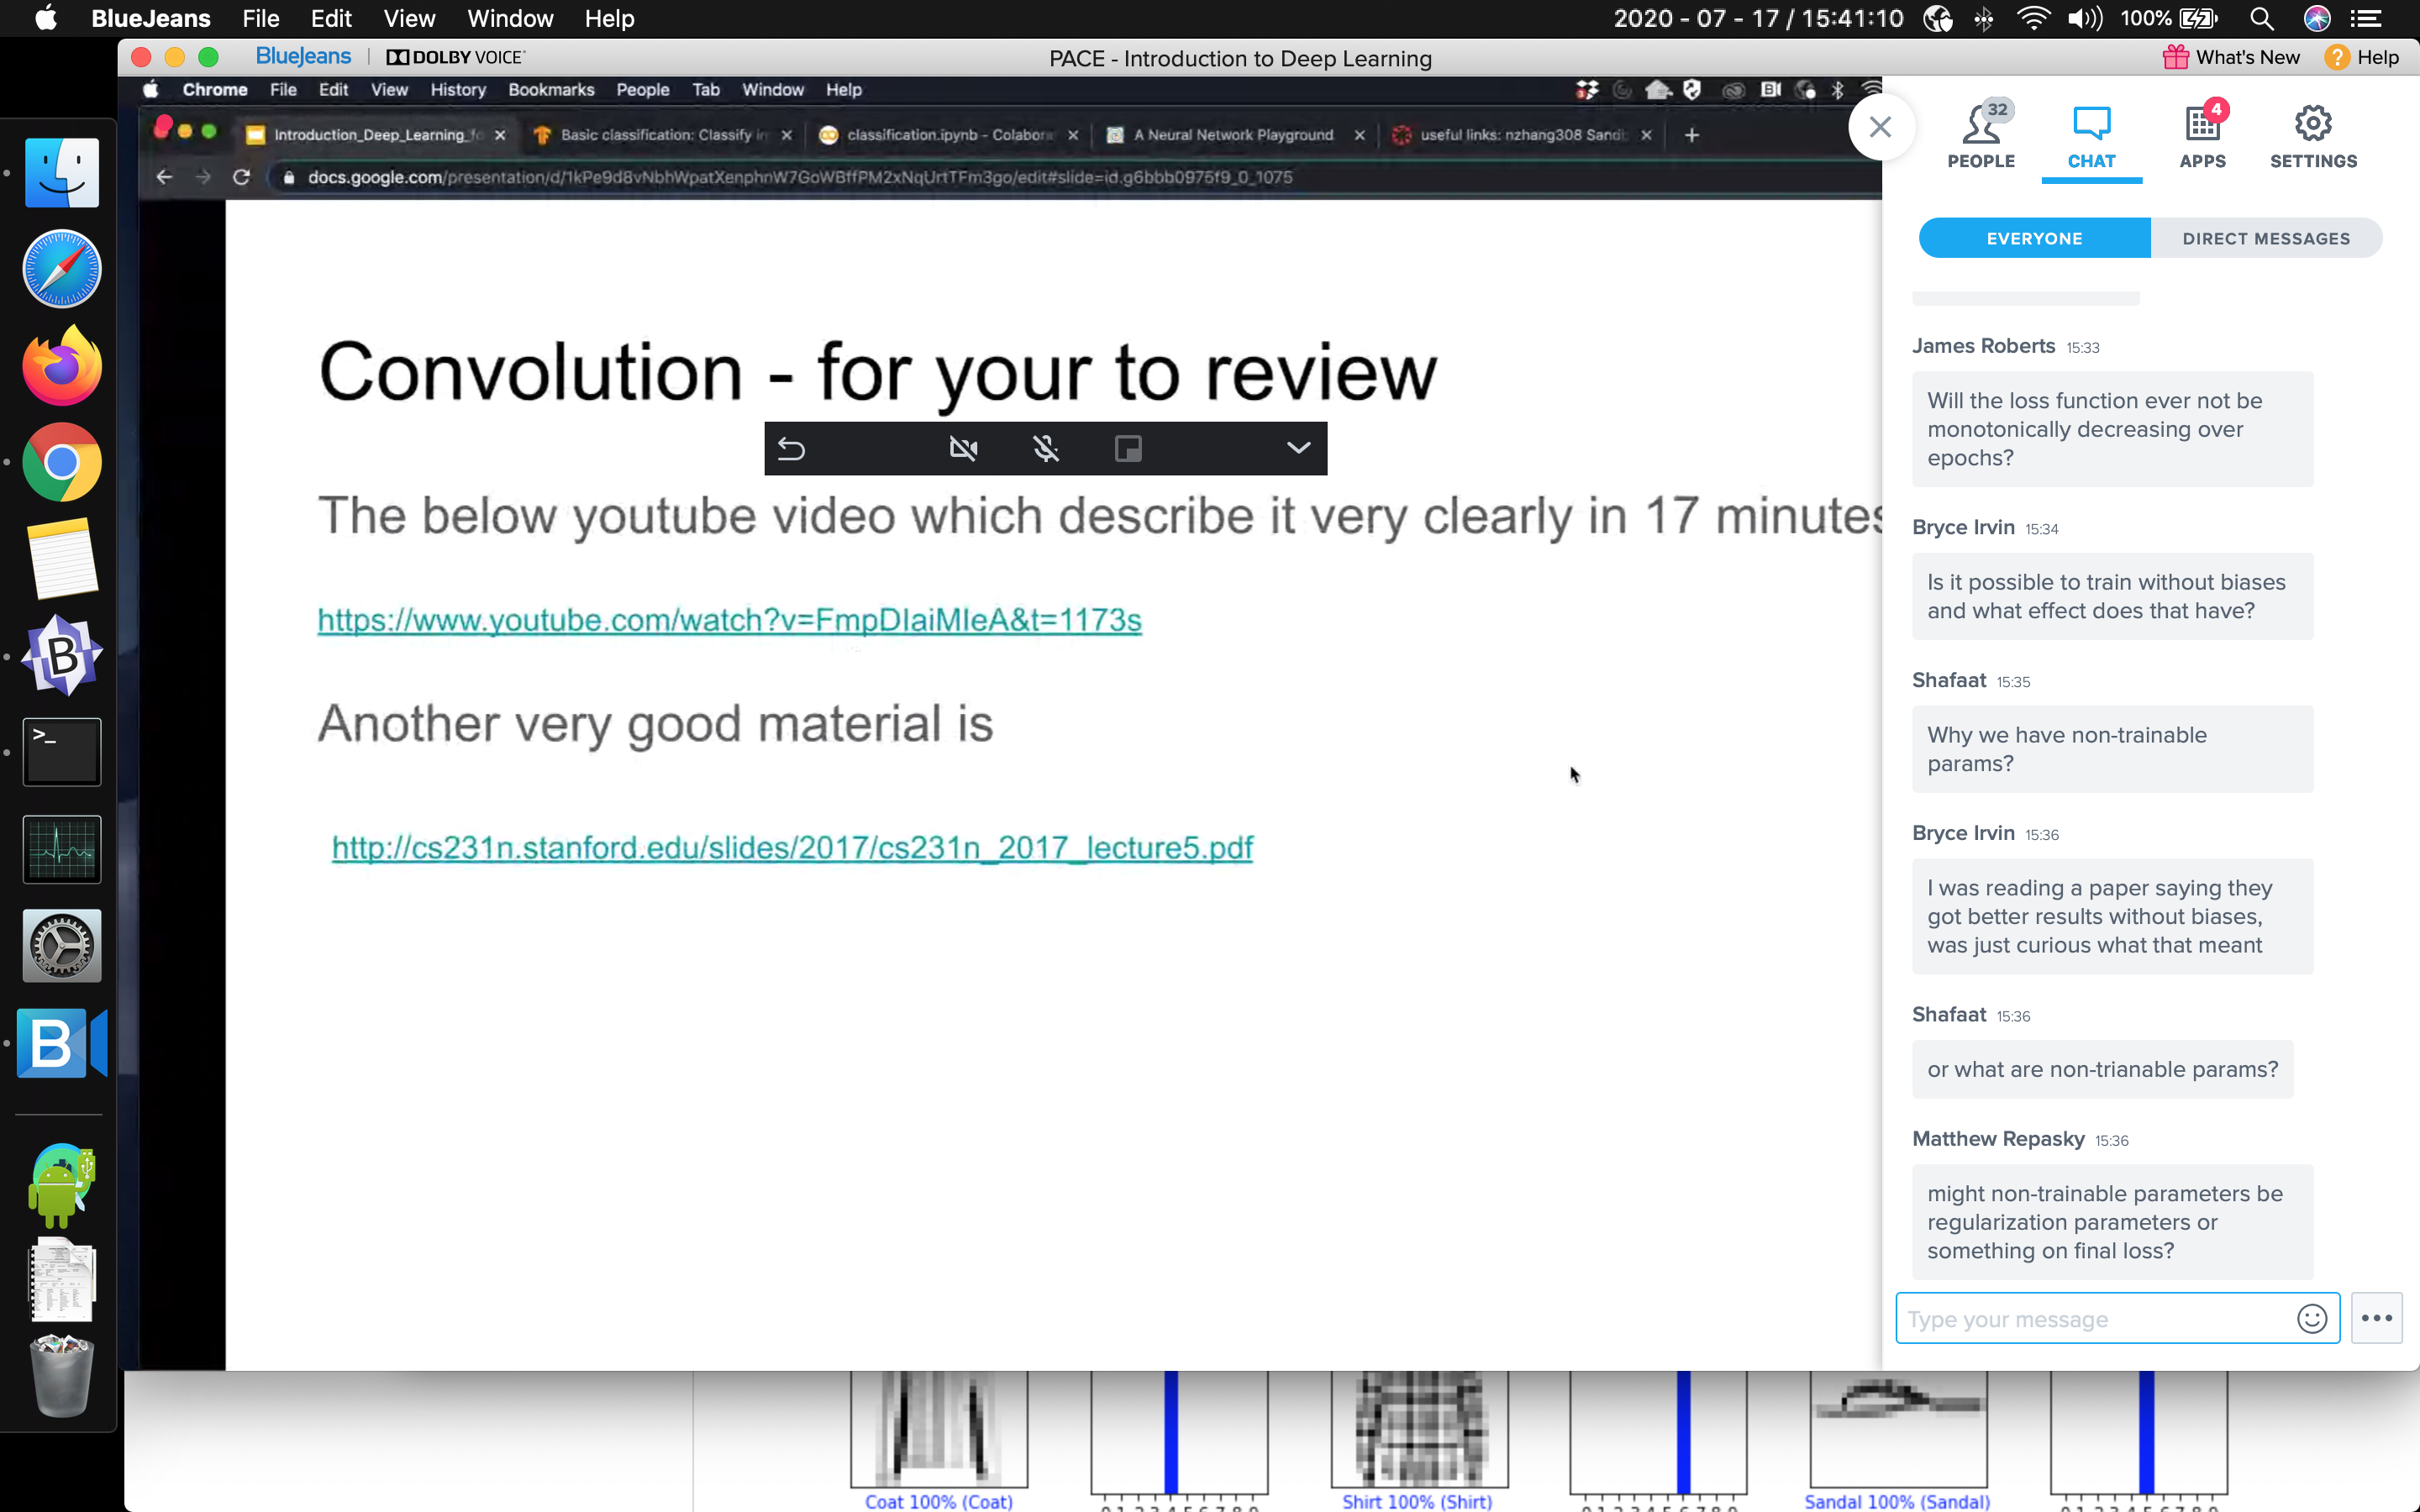 BlueJeans File Edit View Window Help
2020 - 07 - 17 / 15:41:10 100%
BlueJeans | DOLBY VOICE
PACE - Introduction to Deep Learning
What's New ? Help
Chrome File Edit View History Bookmarks People Tab Window Help
Introduction_Deep_Learning_fo
Basic classification: Classify in
classification.ipynb - Colabora
A Neural Network Playground
useful links: nzhang308 Sandb
docs.google.com/presentation/d/1kPe9d8vNbhWpatXenphnW7GoWBffPM2xNqUrtTFm3go/edit#slide=id.g6bbb0975f9_0_1075
Convolution - for your to review
The below youtube video which describe it very clearly in 17 minutes
https://www.youtube.com/watch?v=FmpDIaiMIeA&t=1173s
Another very good material is
http://cs231n.stanford.edu/slides/2017/cs231n_2017_lecture5.pdf
32
4
PEOPLE CHAT APPS SETTINGS
EVERYONE DIRECT MESSAGES
James Roberts 15:33
Will the loss function ever not be
monotonically decreasing over
epochs?
Bryce Irvin 15:34
Is it possible to train without biases
and what effect does that have?
Shafaat 15:35
Why we have non-trainable
params?
Bryce Irvin 15:36
I was reading a paper saying they
got better results without biases,
was just curious what that meant
Shafaat 15:36
or what are non-trianable params?
Matthew Repasky 15:36
might non-trainable parameters be
regularization parameters or
something on final loss?
Type your message
Coat 100% (Coat)
Shirt 100% (Shirt)
Sandal 100% (Sandal)